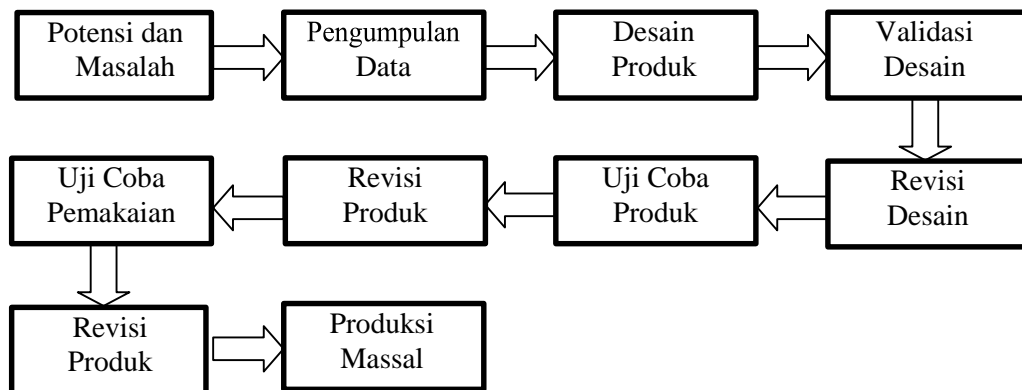 Potensi dan
Masalah
Pengumpulan
Data
Desain
Produk
Validasi
Desain
Revisi
Desain
Uji Coba
Produk
Revisi
Produk
Uji Coba
Pemakaian
Revisi
Produk
Produksi
Massal